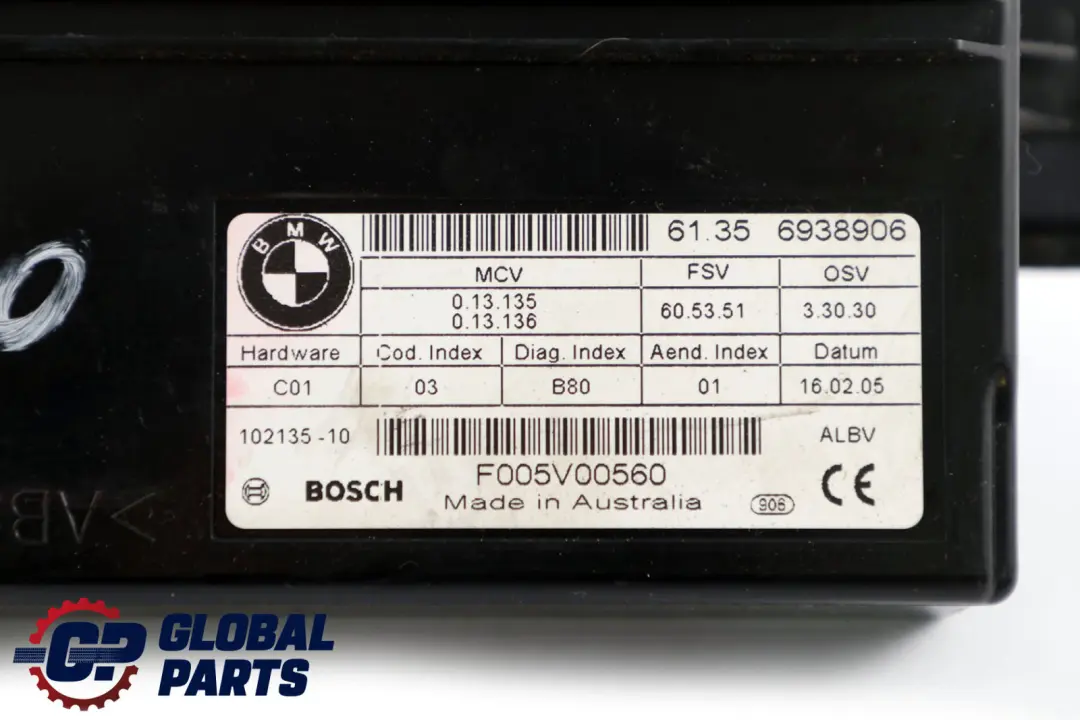 BMW
61.35 6938906
MCV FSV OSV
0.13.135
0.13.136
60.53.51 3.30.30
Hardware Cod. Index Diag. Index Aend. Index Datum
C01 03 B80 01 16.02.05
102135-10 ALBV
F005V00560
BOSCH
Made in Australia
906
CE
GP GLOBAL
PARTS